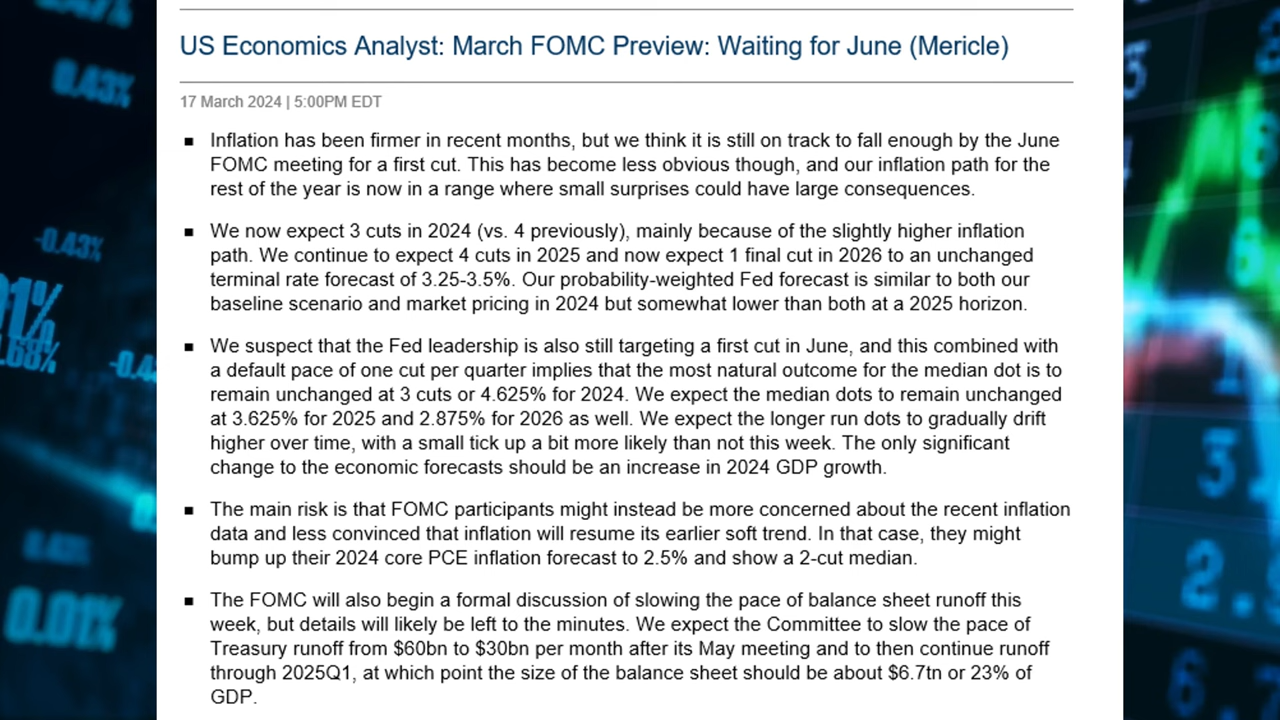 US Economics Analyst: March FOMC Preview: Waiting for June (Mericle)
17 March 2024 | 5:00PM EDT
■ Inflation has been firmer in recent months, but we think it is still on track to fall enough by the June
FOMC meeting for a first cut. This has become less obvious though, and our inflation path for the
rest of the year is now in a range where small surprises could have large consequences.
■ We now expect 3 cuts in 2024 (vs. 4 previously), mainly because of the slightly higher inflation
path. We continue to expect 4 cuts in 2025 and now expect 1 final cut in 2026 to an unchanged
terminal rate forecast of 3.25-3.5%. Our probability-weighted Fed forecast is similar to both our
baseline scenario and market pricing in 2024 but somewhat lower than both at a 2025 horizon.
■ We suspect that the Fed leadership is also still targeting a first cut in June, and this combined with
a default pace of one cut per quarter implies that the most natural outcome for the median dot is to
remain unchanged at 3 cuts or 4.625% for 2024. We expect the median dots to remain unchanged
at 3.625% for 2025 and 2.875% for 2026 as well. We expect the longer run dots to gradually drift
higher over time, with a small tick up a bit more likely than not this week. The only significant
change to the economic forecasts should be an increase in 2024 GDP growth.
■ The main risk is that FOMC participants might instead be more concerned about the recent inflation
data and less convinced that inflation will resume its earlier soft trend. In that case, they might
bump up their 2024 core PCE inflation forecast to 2.5% and show a 2-cut median.
■ The FOMC will also begin a formal discussion of slowing the pace of balance sheet runoff this
week, but details will likely be left to the minutes. We expect the Committee to slow the pace of
Treasury runoff from $60bn to $30bn per month after its May meeting and to then continue runoff
through 2025Q1, at which point the size of the balance sheet should be about $6.7tn or 23% of
GDP.
0.43%
-0.43%
0.01%